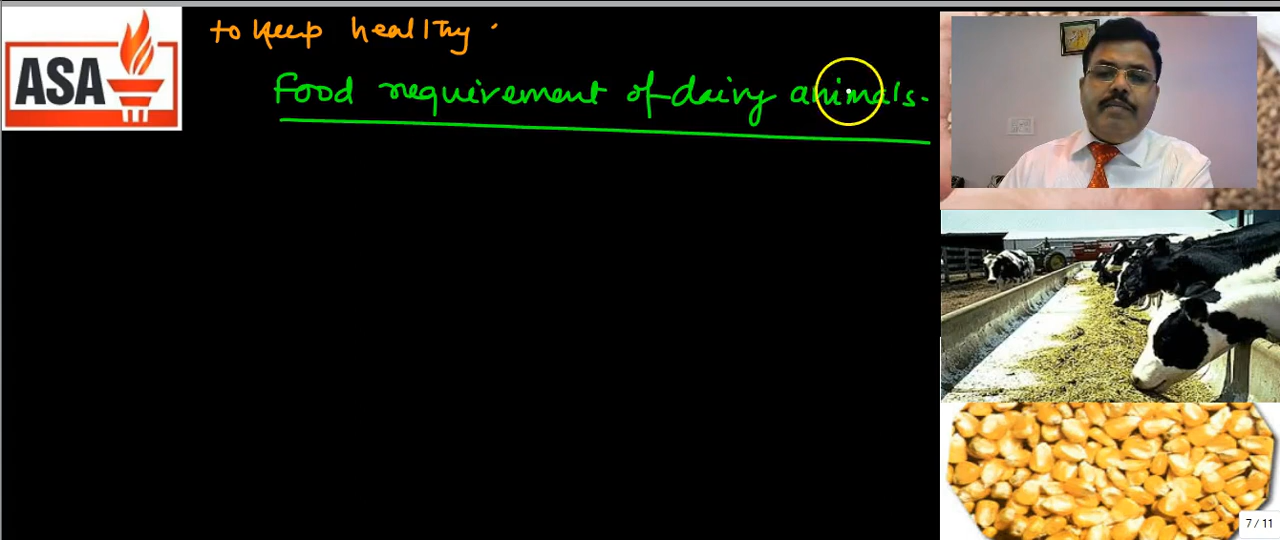 ASA
to keep healthy.
Food requirement of dairy animals.
7 / 11